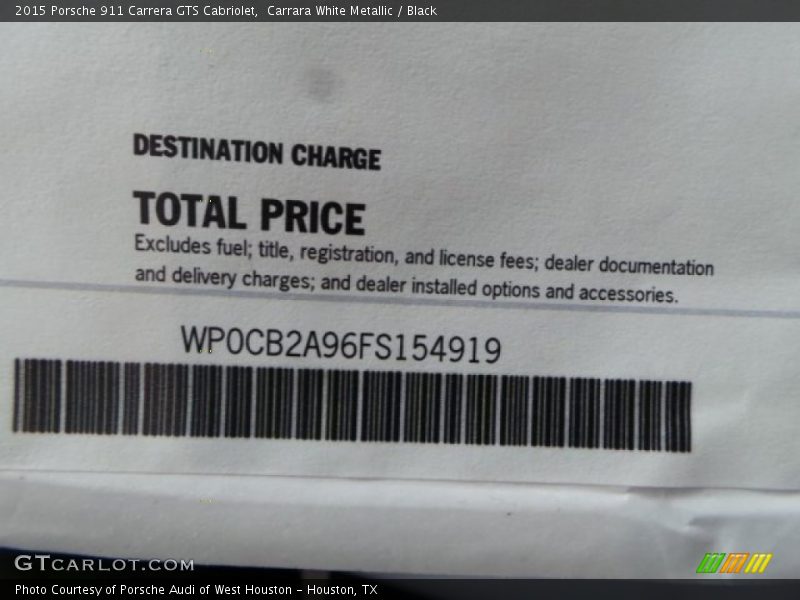 2015 Porsche 911 Carrera GTS Cabriolet,  Carrara White Metallic / Black
DESTINATION CHARGE
TOTAL PRICE
Excludes fuel; title, registration, and license fees; dealer documentation
and delivery charges; and dealer installed options and accessories.
WP0CB2A96FS154919
GTCARLOT.COM
Photo Courtesy of Porsche Audi of West Houston - Houston, TX